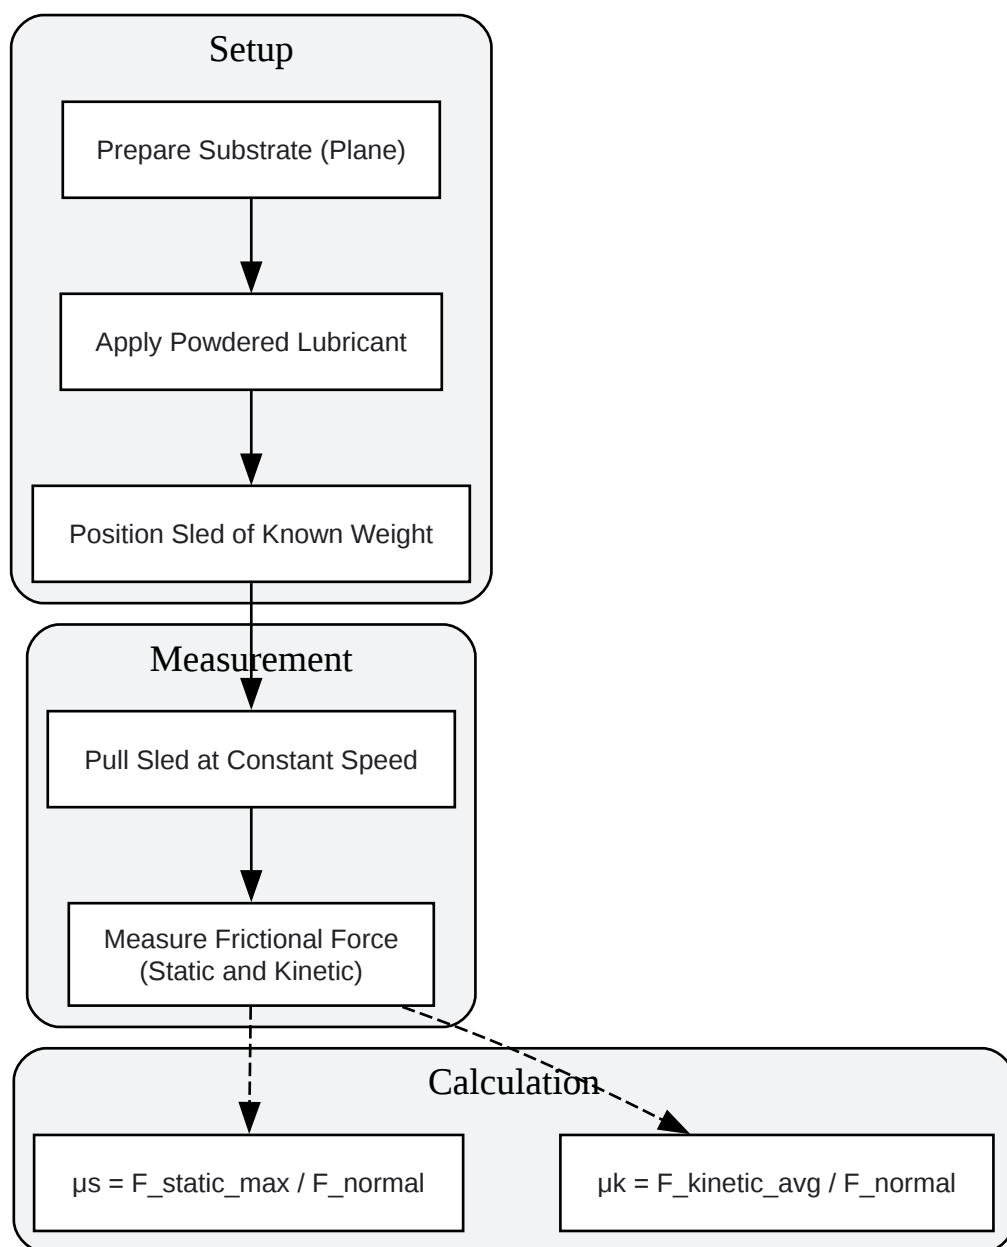 Setup
Prepare Substrate (Plane)
Apply Powdered Lubricant
Position Sled of Known Weight
Measurement
Pull Sled at Constant Speed
Measure Frictional Force
(Static and Kinetic)
Calculation
μs = F_static_max / F_normal
μk = F_kinetic_avg / F_normal